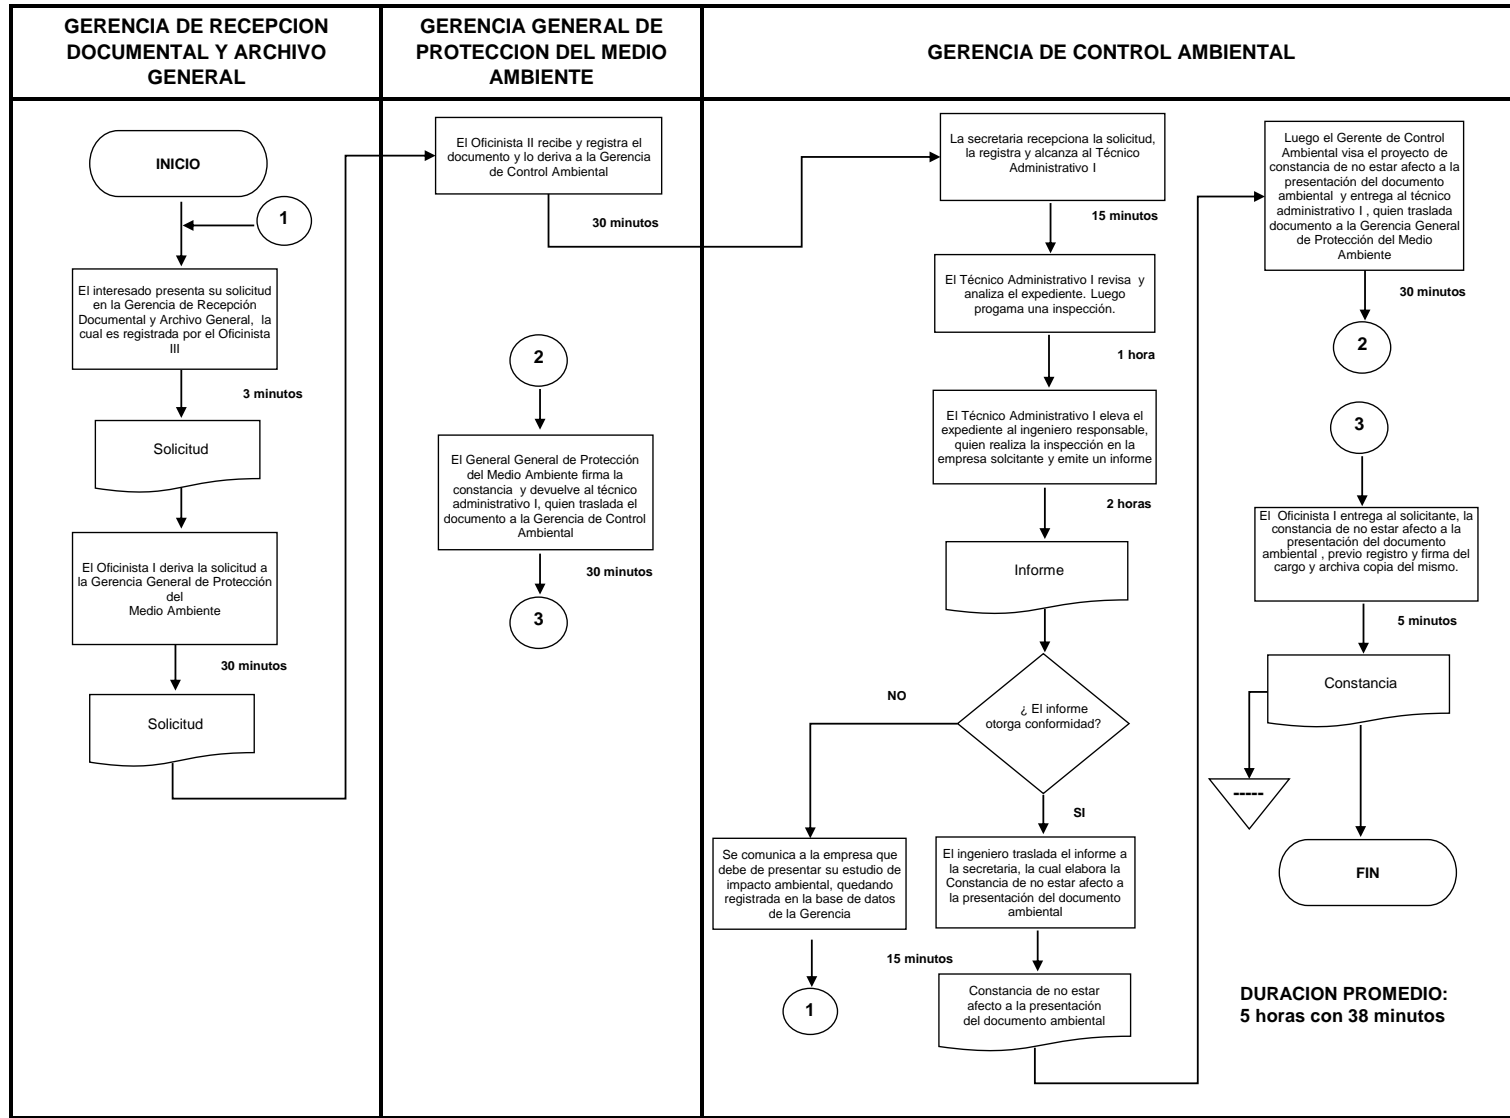 GERENCIA DE RECEPCION
DOCUMENTAL Y ARCHIVO
GENERAL
GERENCIA GENERAL DE
PROTECCION DEL MEDIO
AMBIENTE
GERENCIA DE CONTROL AMBIENTAL
INICIO
1
El interesado presenta su solicitud
en la Gerencia de Recepción
Documental y Archivo General, la
cual es registrada por el Oficinista
III
3 minutos
Solicitud
El Oficinista I deriva la solicitud a
la Gerencia General de Protección
del
Medio Ambiente
30 minutos
Solicitud
El Oficinista II recibe y registra el
documento y lo deriva a la Gerencia
de Control Ambiental
30 minutos
2
El General General de Protección
del Medio Ambiente firma la
constancia y devuelve al técnico
administrativo I, quien traslada el
documento a la Gerencia de Control
Ambiental
30 minutos
3
La secretaria recepciona la solicitud,
la registra y alcanza al Técnico
Administrativo I
15 minutos
El Técnico Administrativo I revisa y
analiza el expediente. Luego
progama una inspección.
1 hora
El Técnico Administrativo I eleva el
expediente al ingeniero responsable,
quien realiza la inspección en la
empresa solcitante y emite un informe
2 horas
Informe
¿ El informe
otorga conformidad?
NO
SI
Se comunica a la empresa que
debe de presentar su estudio de
impacto ambiental, quedando
registrada en la base de datos
de la Gerencia
1
El ingeniero traslada el informe a
la secretaria, la cual elabora la
Constancia de no estar afecto a
la presentación del documento
ambiental
15 minutos
Constancia de no estar
afecto a la presentación
del documento ambiental
Luego el Gerente de Control
Ambiental visa el proyecto de
constancia de no estar afecto a la
presentación del documento
ambiental y entrega al técnico
administrativo I , quien traslada
documento a la Gerencia General
de Protección del Medio
Ambiente
30 minutos
2
3
El Oficinista I entrega al solicitante, la
constancia de no estar afecto a la
presentación del documento
ambiental , previo registro y firma del
cargo y archiva copia del mismo.
5 minutos
Constancia
-----
FIN
DURACION PROMEDIO:
5 horas con 38 minutos